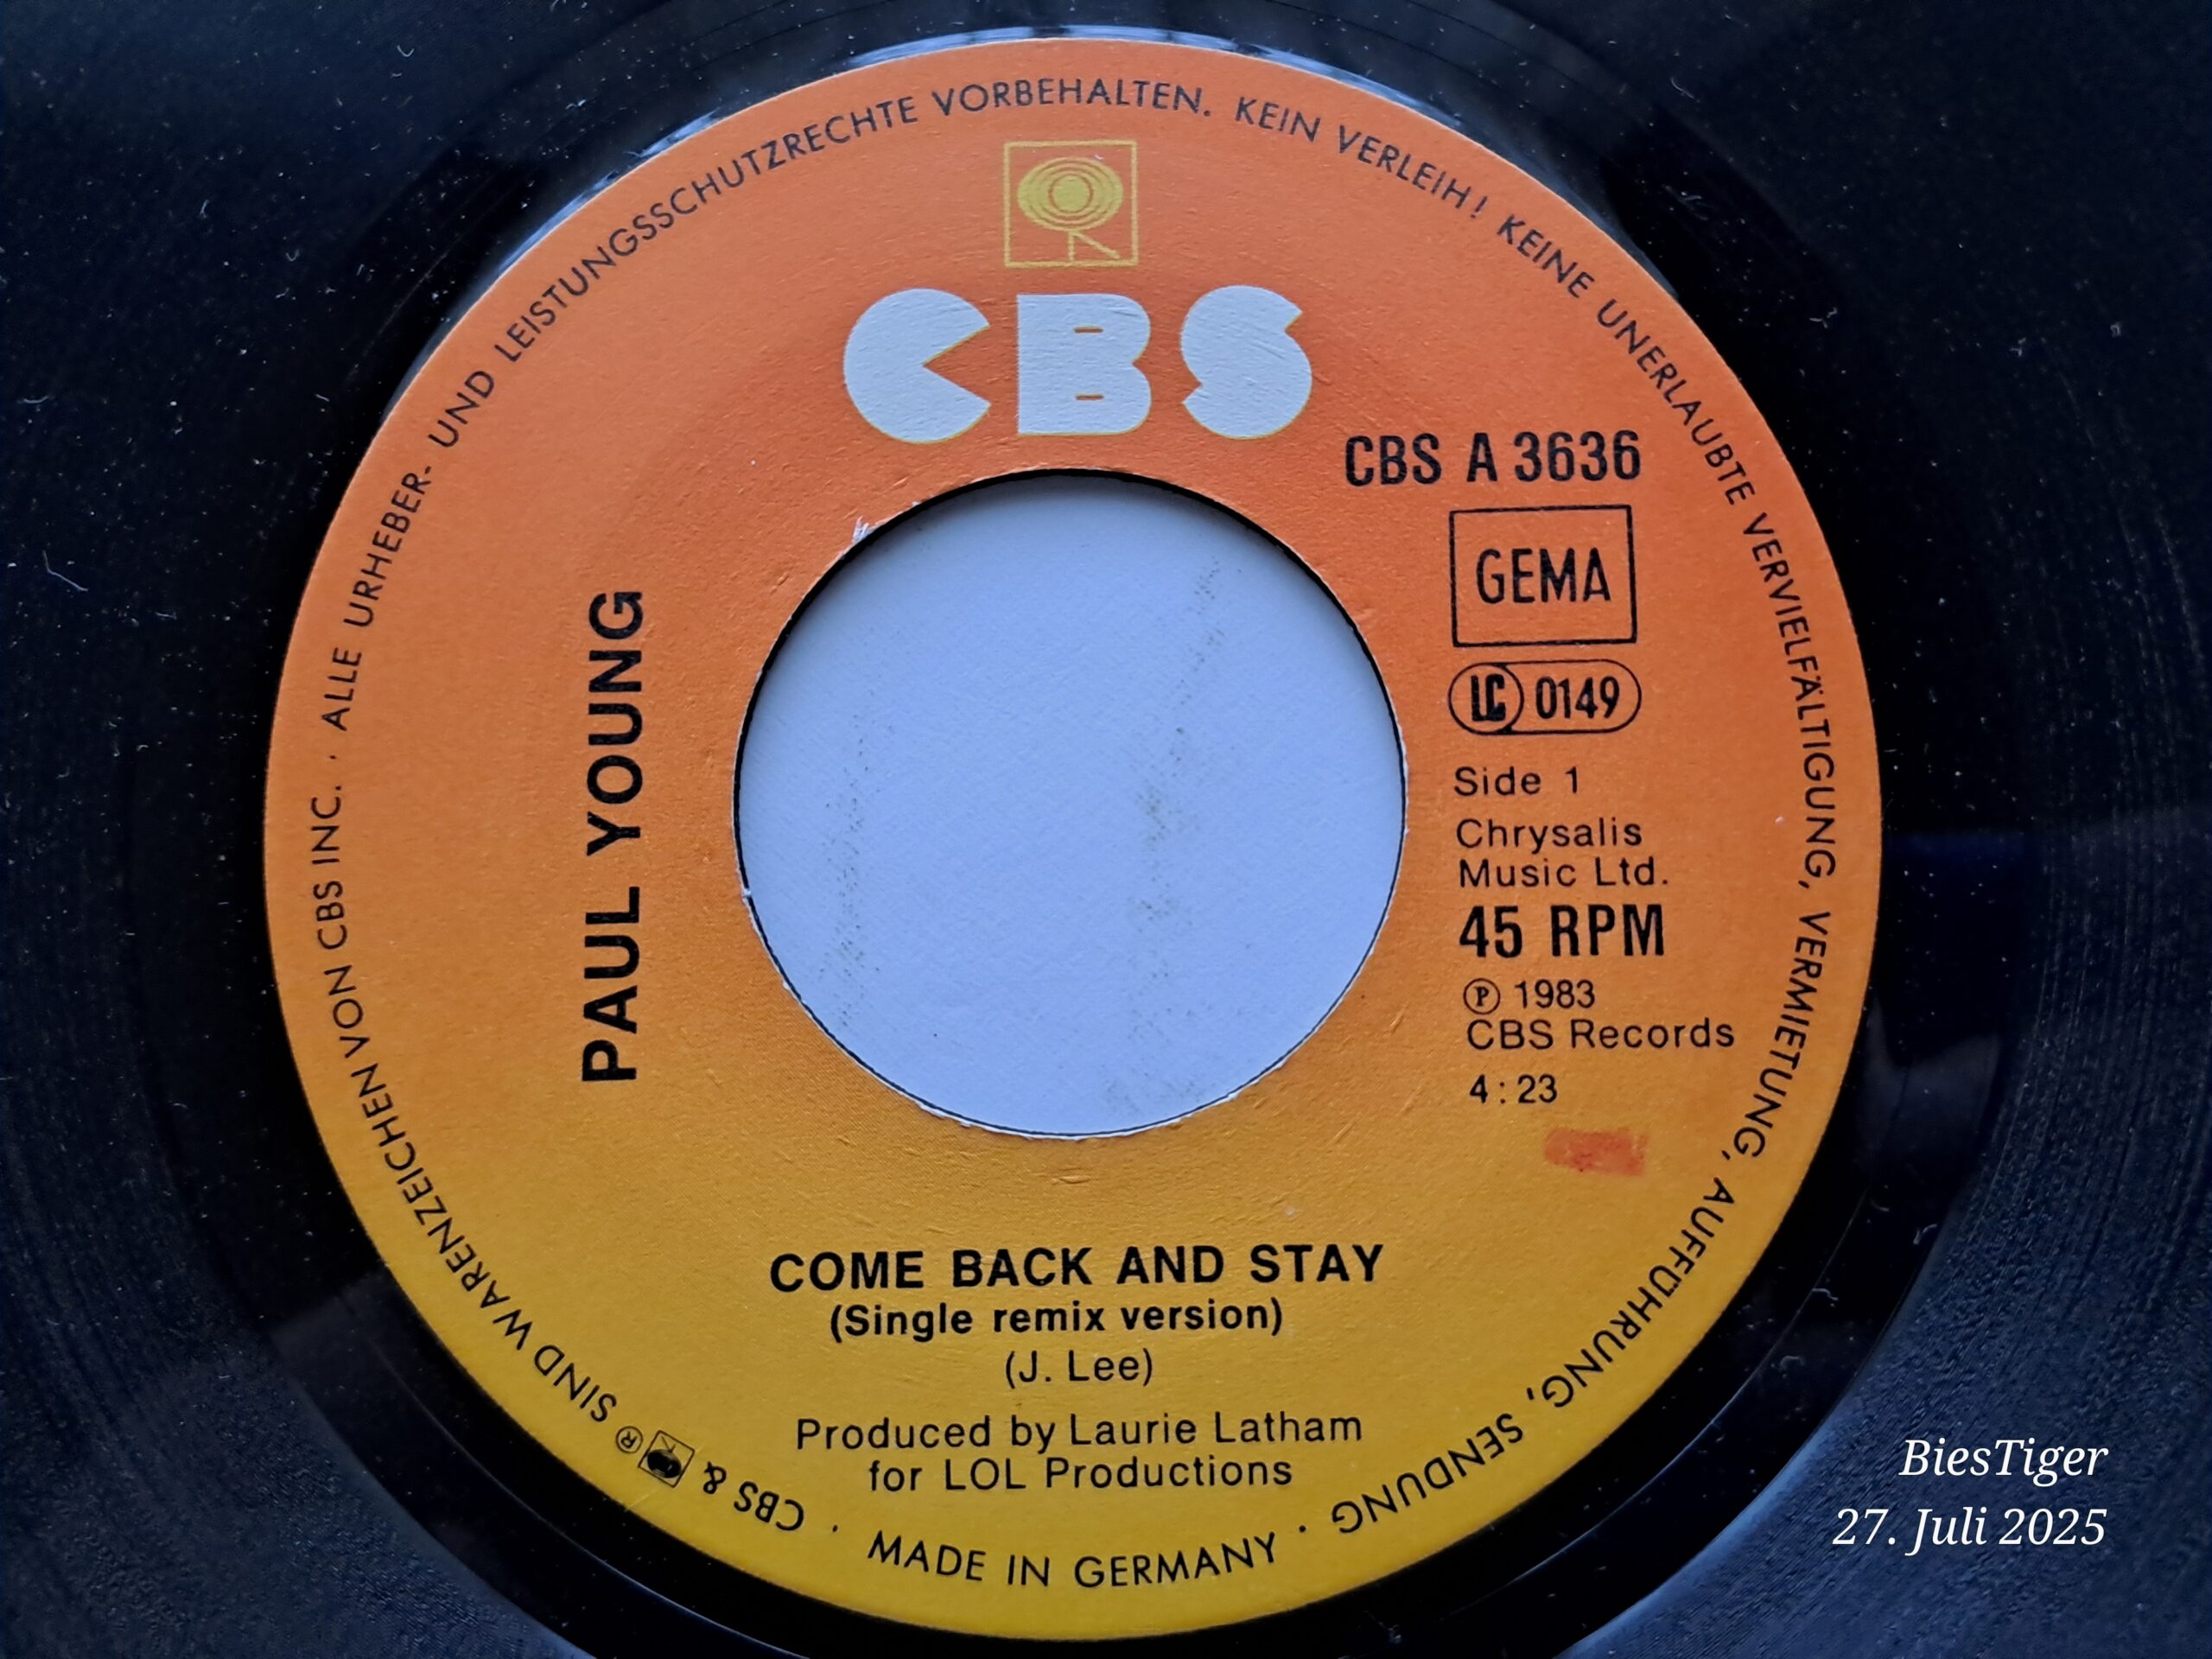 CBS & ® SIND WARENZEICHEN VON CBS INC. · ALLE URHEBER- UND LEISTUNGSSCHUTZRECHTE VORBEHALTEN. KEIN VERLEIH! KEINE UNERLAUBTE VERVIELFÄLTIGUNG, VERMIETUNG, AUFFÜHRUNG, SENDUNG · MADE IN GERMANY ·
CBS
CBS A 3636
GEMA
LC 0149
Side 1
Chrysalis
Music Ltd.
45 RPM
℗ 1983
CBS Records
4:23
PAUL YOUNG
COME BACK AND STAY
(Single remix version)
(J. Lee)
Produced by Laurie Latham
for LOL Productions
BiesTiger
27. Juli 2025